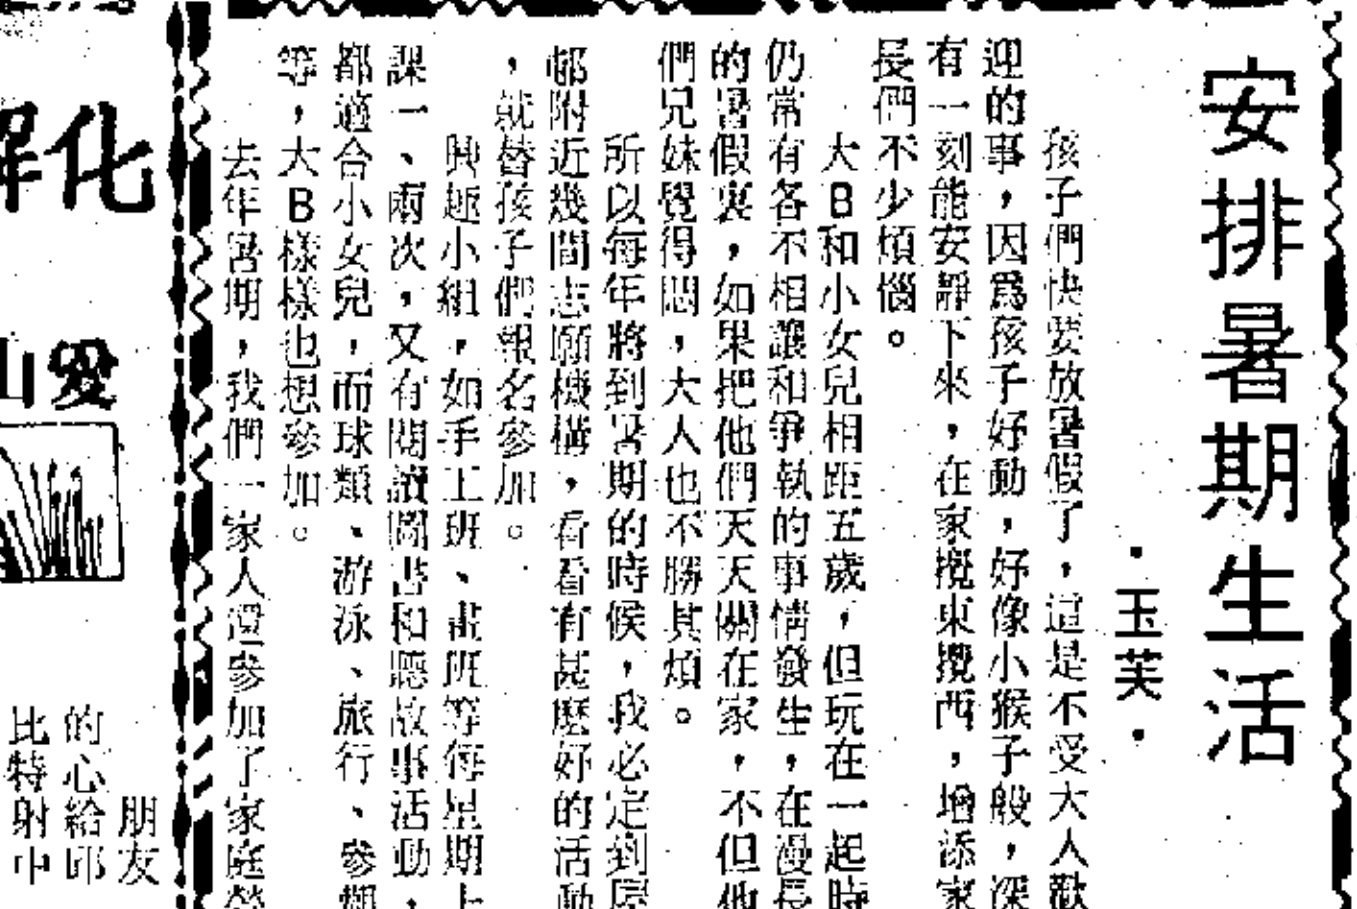 安排暑期生活
·玉芙·
孩子們快要放暑假了，這是不受大人歡
迎的事，因爲孩子好動，好像小猴子般，深
有一刻能安靜下來，在家攪東攪西，增添家
長們不少煩惱。
大B和小女兒相距五歲，但玩在一起時
仍常有各不相讓和爭執的事情發生，在漫長
的暑假裏，如果把他們天天關在家，不但他
們兄妹覺得悶，大人也不勝其煩。
所以每年將到暑期的時候，我必定到屋
邨附近幾間志願機構，看看有甚麼好的活動
，就替孩子們報名參加。
興趣小組，如手工班、畫班等每星期上
課一、兩次，又有閱讀圖書和聽故事活動，
都適合小女兒，而球類、游泳、旅行、參觀
等，大B樣樣也想參加。
去年暑期，我們一家人還參加了家庭營
化
愛
朋友
的心給邱
比特射中